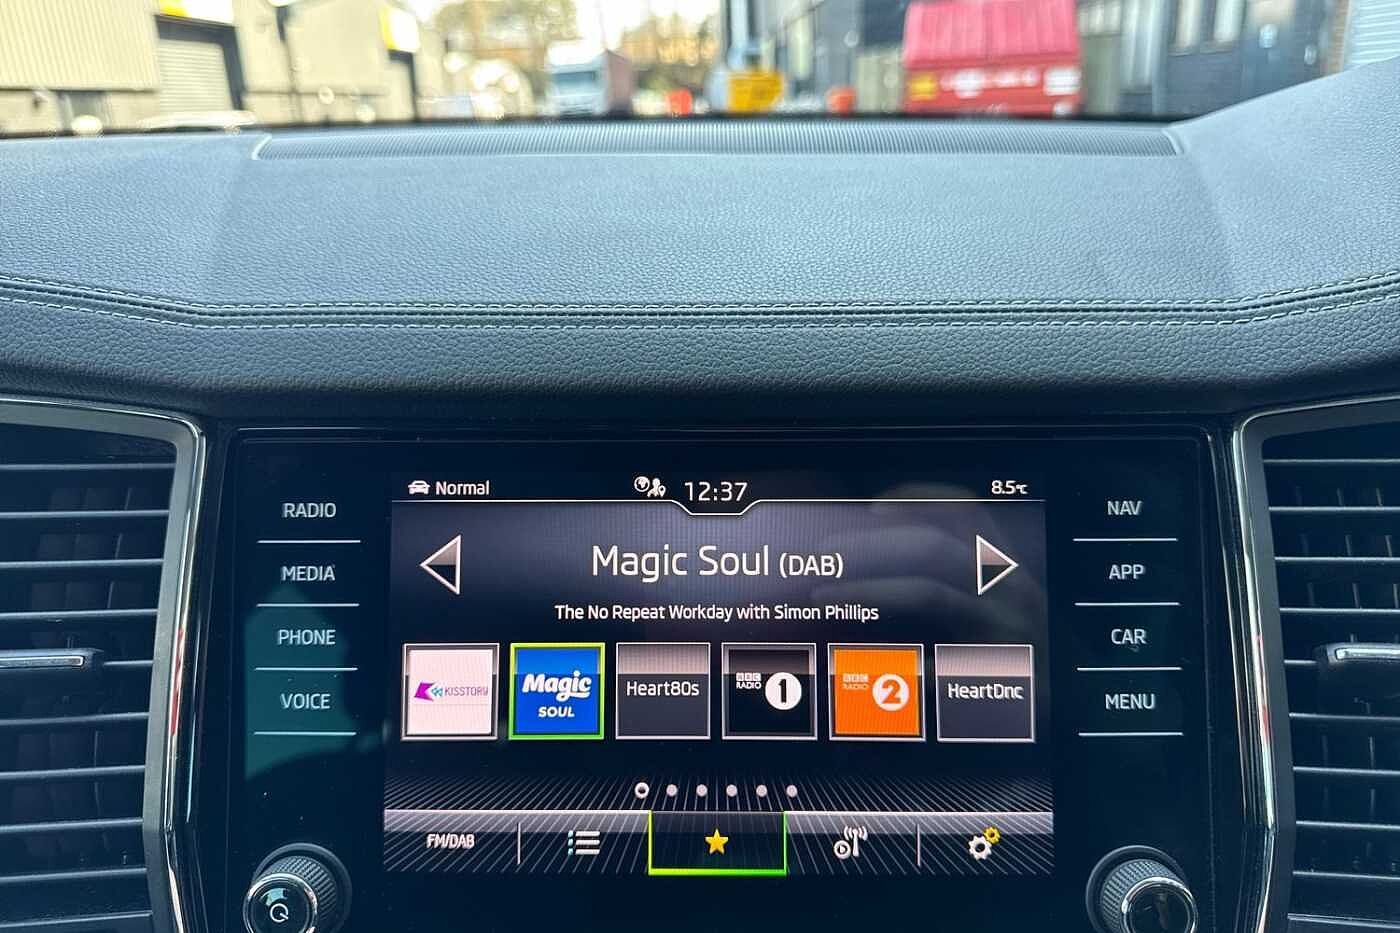 Normal
12:37
8.5°C
RADIO
MEDIA
PHONE
VOICE
Magic Soul (DAB)
The No Repeat Workday with Simon Phillips
KISSTORY
Magic
SOUL
Heart80s
BBC
RADIO 1
BBC
RADIO 2
HeartDnc
NAV
APP
CAR
MENU
FM/DAB